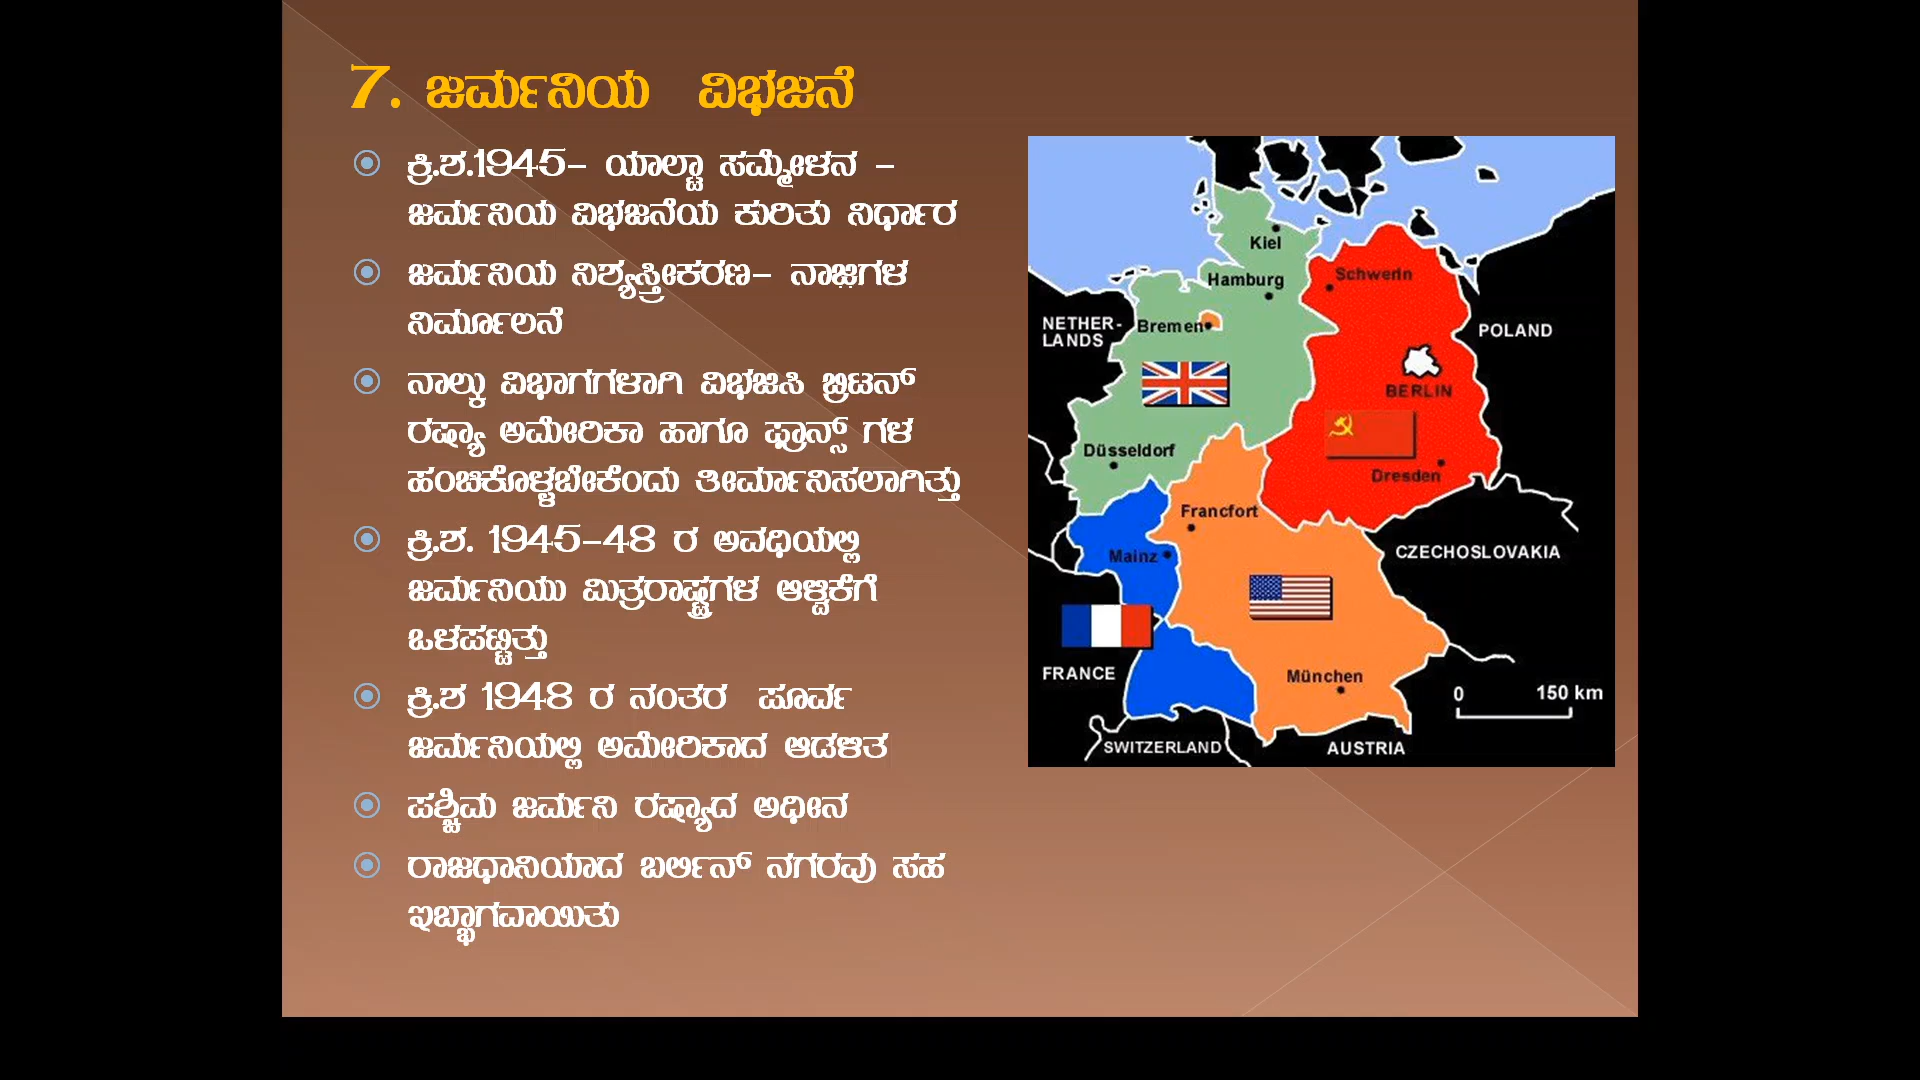 7. ಜರ್ಮನಿಯ ವಿಭಜನೆ
ಕ್ರಿ.ಶ.1945- ಯಾಲ್ಟಾ ಸಮ್ಮೇಳನ -
ಜರ್ಮನಿಯ ವಿಭಜನೆಯ ಕುರಿತು ನಿರ್ಧಾರ
ಜರ್ಮನಿಯ ನಿಶ್ಯಸ್ತ್ರೀಕರಣ- ನಾಜ಼ಿಗಳ
ನಿರ್ಮೂಲನೆ
ನಾಲ್ಕು ವಿಭಾಗಗಳಾಗಿ ವಿಭಜಿಸಿ ಬ್ರಿಟನ್
ರಷ್ಯಾ ಅಮೇರಿಕಾ ಹಾಗೂ ಫ್ರಾನ್ಸ್ ಗಳ
ಹಂಚಿಕೊಳ್ಳಬೇಕೆಂದು ತೀರ್ಮಾನಿಸಲಾಗಿತ್ತು
ಕ್ರಿ.ಶ. 1945-48 ರ ಅವಧಿಯಲ್ಲಿ
ಜರ್ಮನಿಯು ಮಿತ್ರರಾಷ್ಟ್ರಗಳ ಆಳ್ವಿಕೆಗೆ
ಒಳಪಟ್ಟಿತ್ತು
ಕ್ರಿ.ಶ 1948 ರ ನಂತರ ಪೂರ್ವ
ಜರ್ಮನಿಯಲ್ಲಿ ಅಮೇರಿಕಾದ ಆಡಳಿತ
ಪಶ್ಚಿಮ ಜರ್ಮನಿ ರಷ್ಯಾದ ಅಧೀನ
ರಾಜಧಾನಿಯಾದ ಬರ್ಲಿನ್ ನಗರವು ಸಹ
ಇಬ್ಭಾಗವಾಯಿತು
Kiel
Schwerin
Hamburg
NETHER-
LANDS
Bremen
POLAND
BERLIN
Düsseldorf
Dresden
Francfort
Mainz
CZECHOSLOVAKIA
FRANCE
München
0 150 km
SWITZERLAND
AUSTRIA